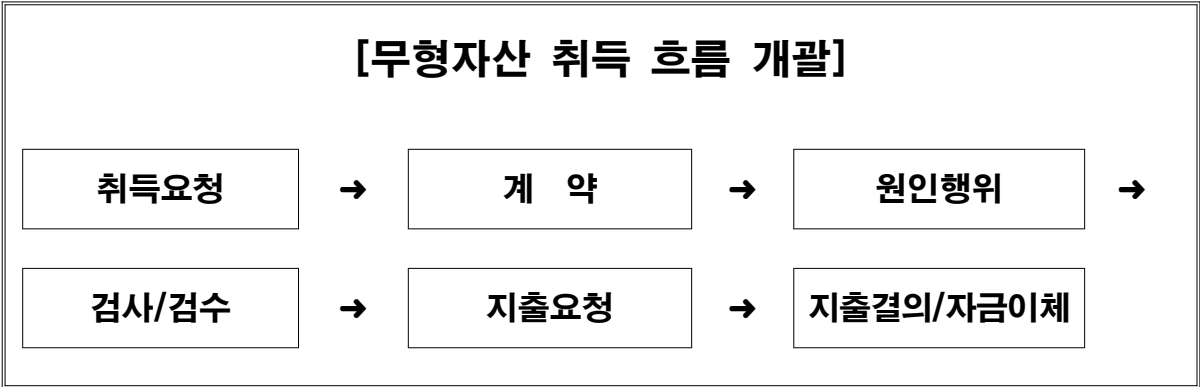 [무형자산 취득 흐름 개괄]
취득요청 → 계 약 → 원인행위 →
검사/검수 → 지출요청 → 지출결의/자금이체